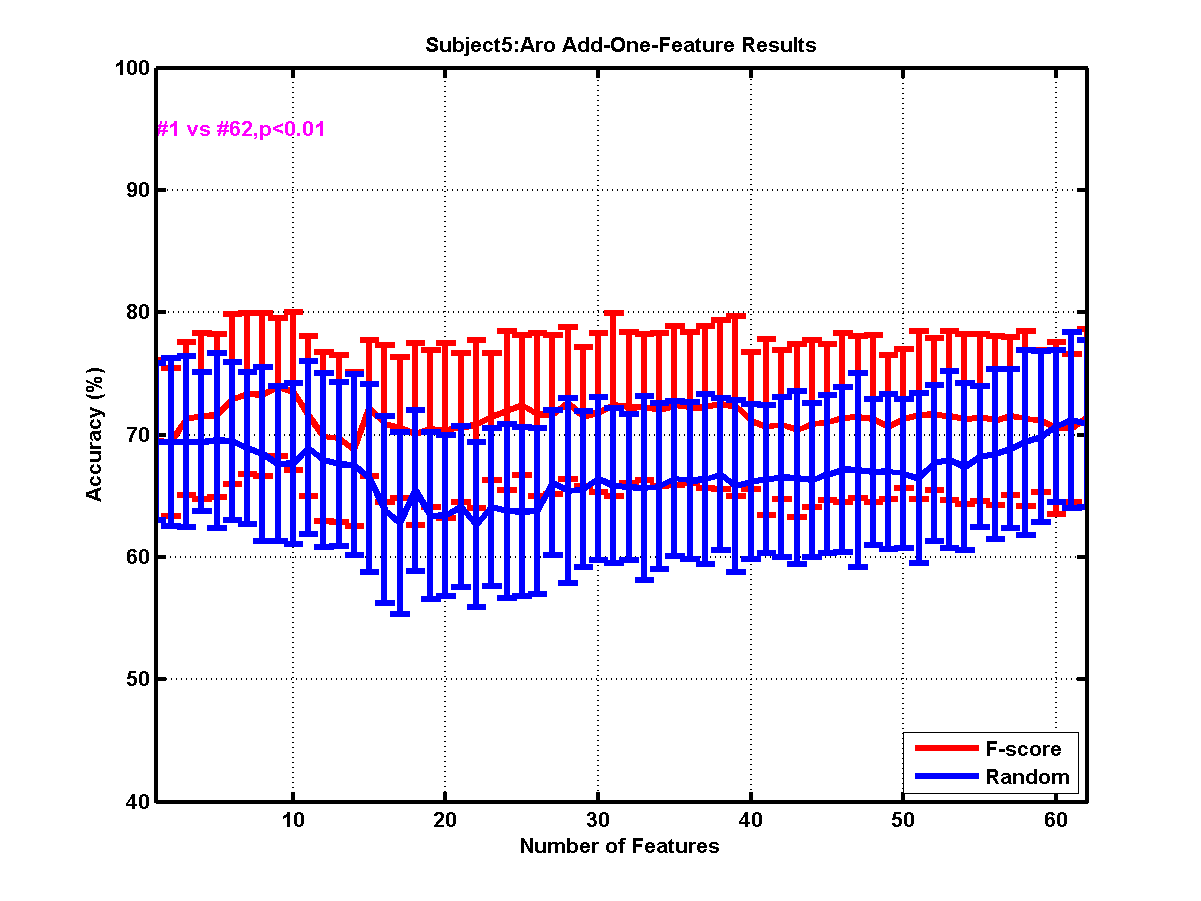 Subject5:Aro Add-One-Feature Results
100
90
80
70
60
50
40
Accuracy (%)
#1 vs #62,p<0.01
F-score
Random
10 20 30 40 50 60
Number of Features